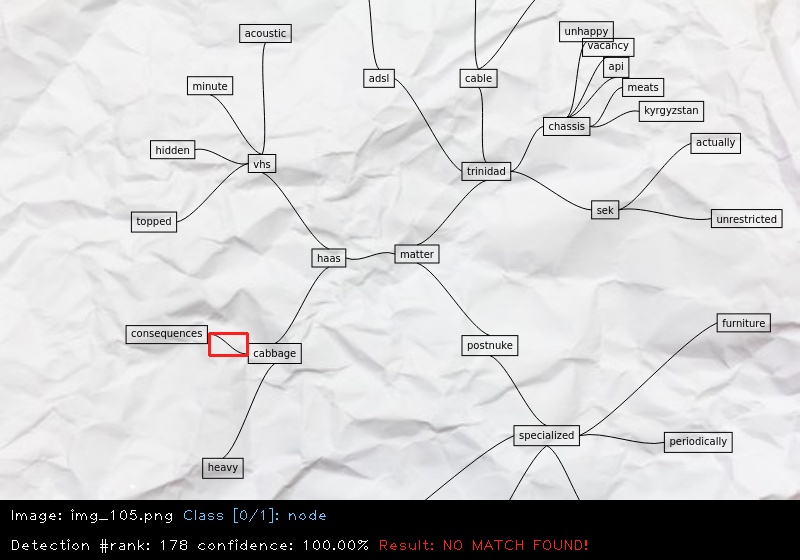 unhappy
acoustic
vacancy
api
adsl
cable
minute
meats
kyrgyzstan
chassis
actually
hidden
vhs
trinidad
sek
topped
unrestricted
haas
matter
furniture
consequences
postnuke
cabbage
specialized
periodically
heavy
Image: img_105.png Class [0/1]: node
Detection #rank: 178 confidence: 100.00% Result: NO MATCH FOUND!